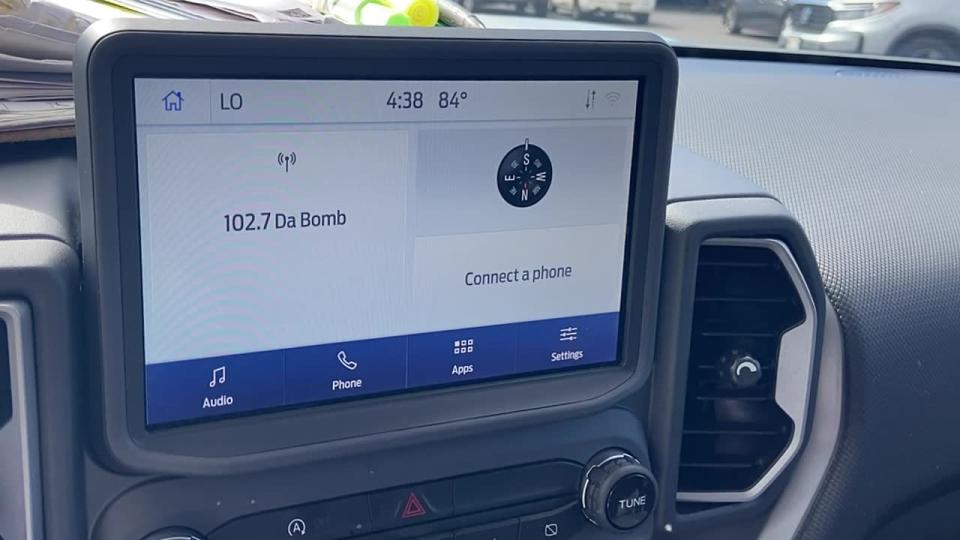 LO 4:38 84°
S
E W
N
102.7 Da Bomb
Connect a phone
Audio Phone Apps Settings
A
TUNE